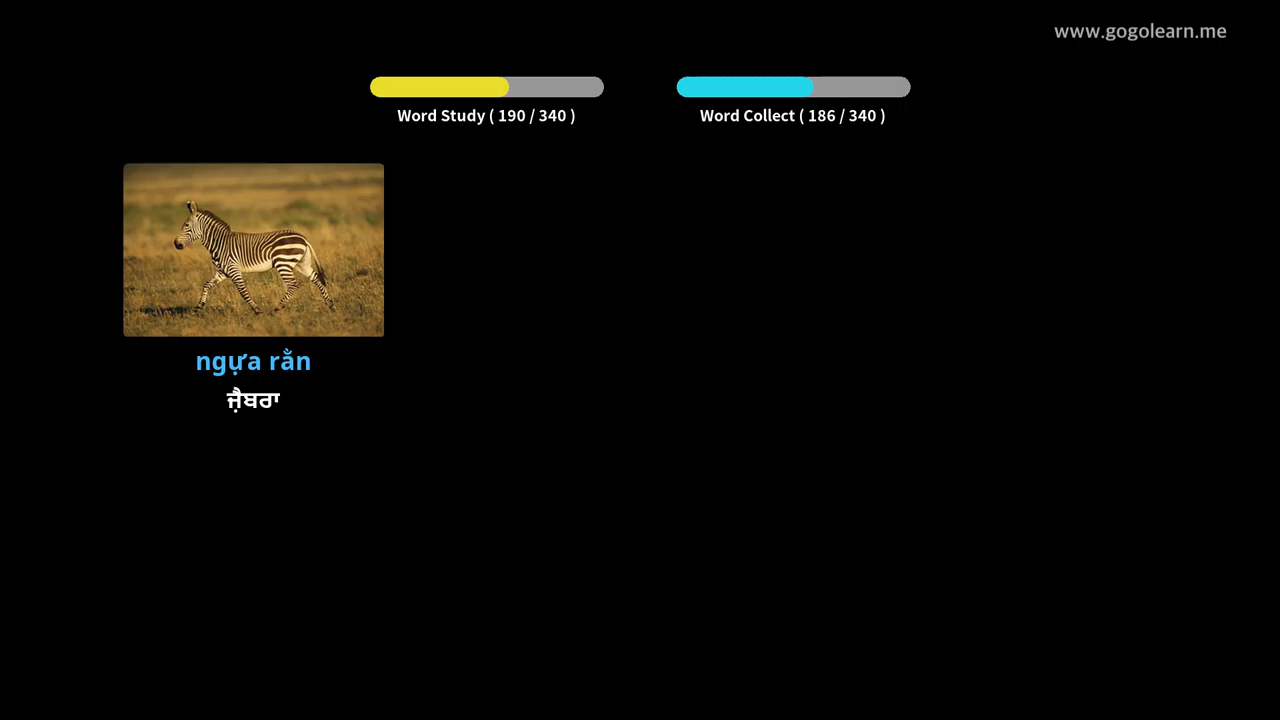 www.gogolearn.me
Word Study ( 190 / 340 )
Word Collect ( 186 / 340 )
ngựa rằn
ਜ਼ੈਬਰਾ